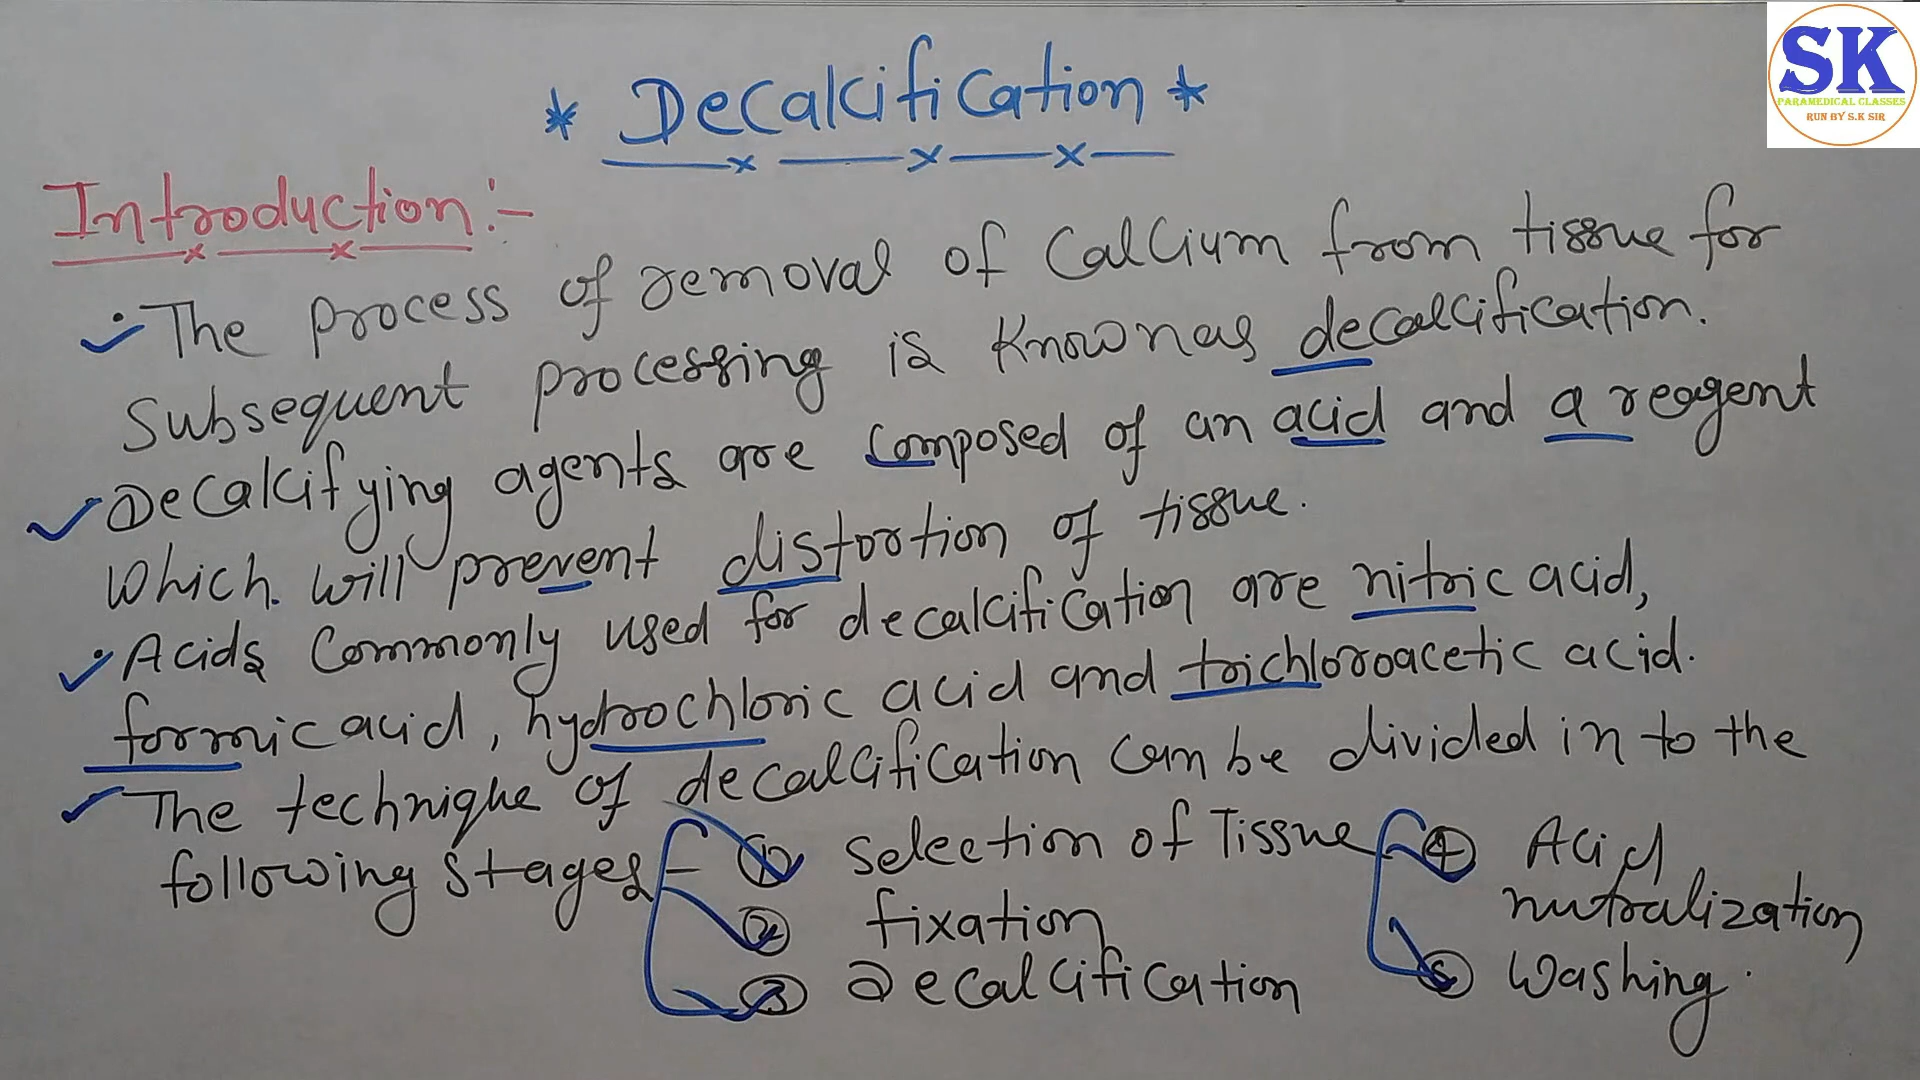 SK
PARAMEDICAL CLASSES
RUN BY S.K SIR
* Decalcification *
Introduction :-
The process of removal of calcium from tissue for
subsequent processing is known as decalcification.
Decalcifying agents are composed of an acid and a reagent
which will prevent distortion of tissue.
Acids commonly used for decalcification are nitric acid,
formic acid, hydrochloric acid and trichloroacetic acid.
The technique of decalcification can be divided in to the
following stages - ① selection of Tissue ④ Acid
② fixation nutralization
③ Decalcification ⑤ Washing.